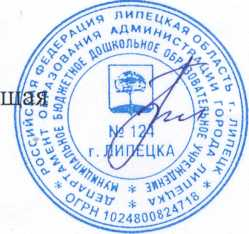 щая
РОССИЙСКАЯ ФЕДЕРАЦИЯ ЛИПЕЦКАЯ ОБЛАСТЬ г. ЛИПЕЦК
ДЕПАРТАМЕНТ ОБРАЗОВАНИЯ АДМИНИСТРАЦИИ ГОРОДА ЛИПЕЦКА
МУНИЦИПАЛЬНОЕ БЮДЖЕТНОЕ ДОШКОЛЬНОЕ ОБРАЗОВАТЕЛЬНОЕ УЧРЕЖДЕНИЕ
№ 124
г. ЛИПЕЦКА
ОГРН 1024800824718